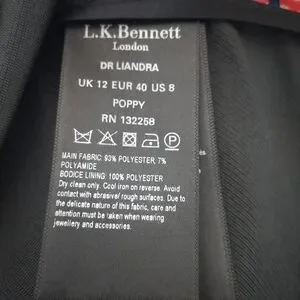 L.K.Bennett
London
DR LIANDRA
UK 12 EUR 40 US 8
POPPY
RN 132258
MAIN FABRIC: 93% POLYESTER, 7%
POLYAMIDE
BODICE LINING: 100% POLYESTER
Dry clean only. Cool iron on reverse. Avoid
contact with abrasive/ rough surfaces. Due to
the delicate nature of this fabric, care and
attention must be taken when wearing
jewellery and accessories.